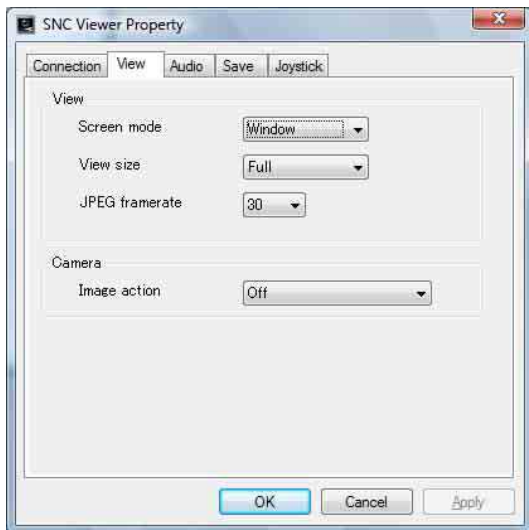 SNC Viewer Property
Connection View Audio Save Joystick
View
Screen mode Window
View size Full
JPEG framerate 30
Camera
Image action Off
OK Cancel Apply